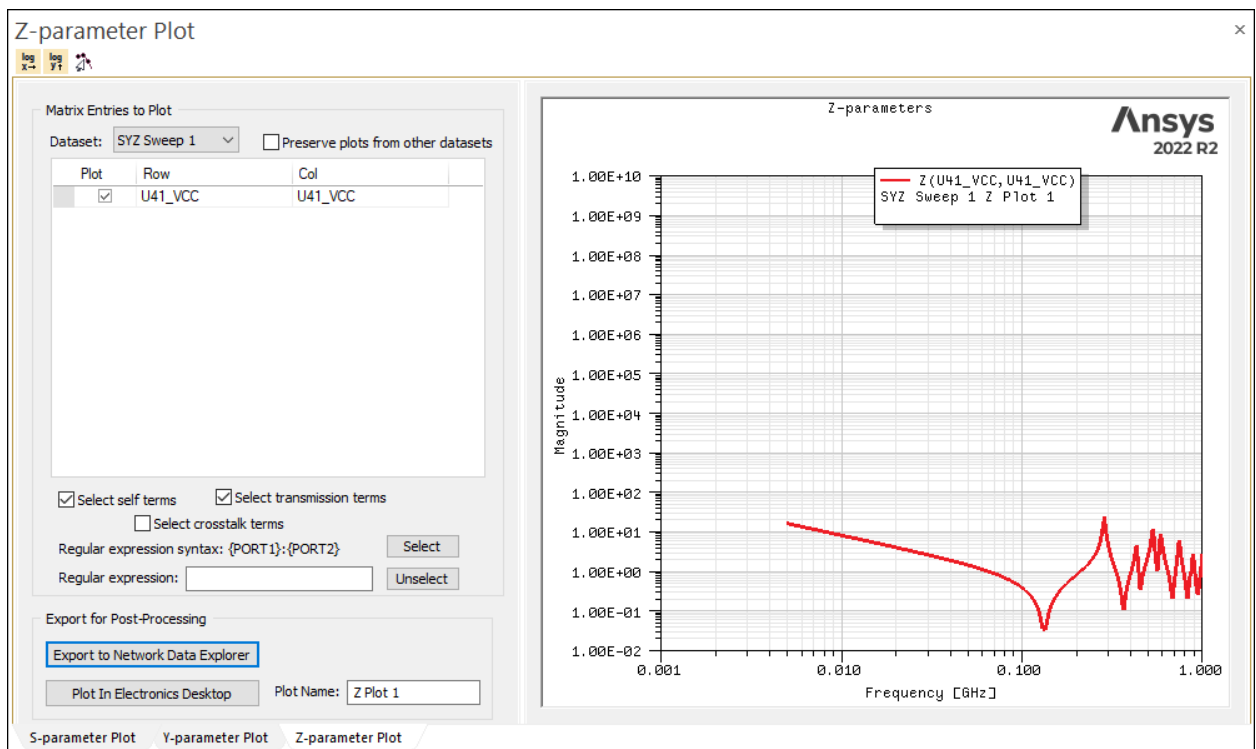 Z-parameter Plot
log x→ log y↑
Matrix Entries to Plot
Dataset: SYZ Sweep 1 Preserve plots from other datasets
Plot Row Col
U41_VCC U41_VCC
Select self terms Select transmission terms
Select crosstalk terms
Regular expression syntax: {PORT1}:{PORT2} Select
Regular expression: Unselect
Export for Post-Processing
Export to Network Data Explorer
Plot In Electronics Desktop Plot Name: Z Plot 1
S-parameter Plot Y-parameter Plot Z-parameter Plot
Z-parameters
Ansys
2022 R2
Z(U41_VCC,U41_VCC)
SYZ Sweep 1 Z Plot 1
Magnitude
1.00E+10
1.00E+09
1.00E+08
1.00E+07
1.00E+06
1.00E+05
1.00E+04
1.00E+03
1.00E+02
1.00E+01
1.00E+00
1.00E-01
1.00E-02
0.001 0.010 0.100 1.000
Frequency [GHz]